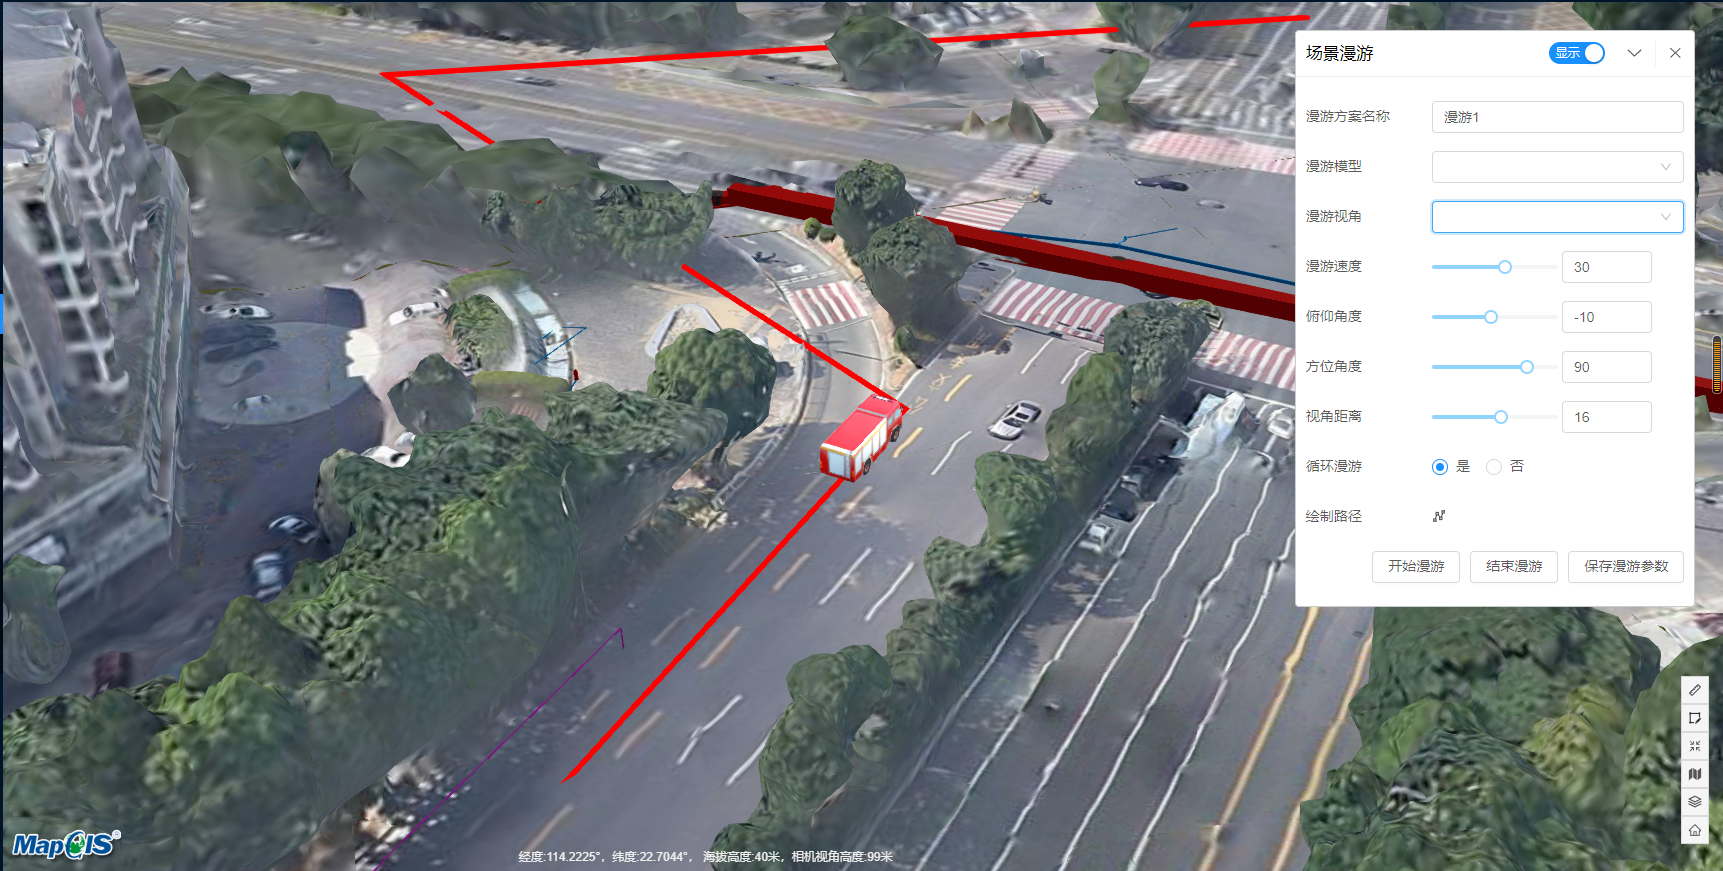 场景漫游
显示
漫游方案名称
漫游1
漫游模型
漫游视角
漫游速度
30
俯仰角度
-10
方位角度
90
视角距离
16
循环漫游
是
否
绘制路径
开始漫游
结束漫游
保存漫游参数
MapGIS®
经度:114.2225°, 纬度:22.7044°, 海拔高度:40米, 相机视角高度:99米